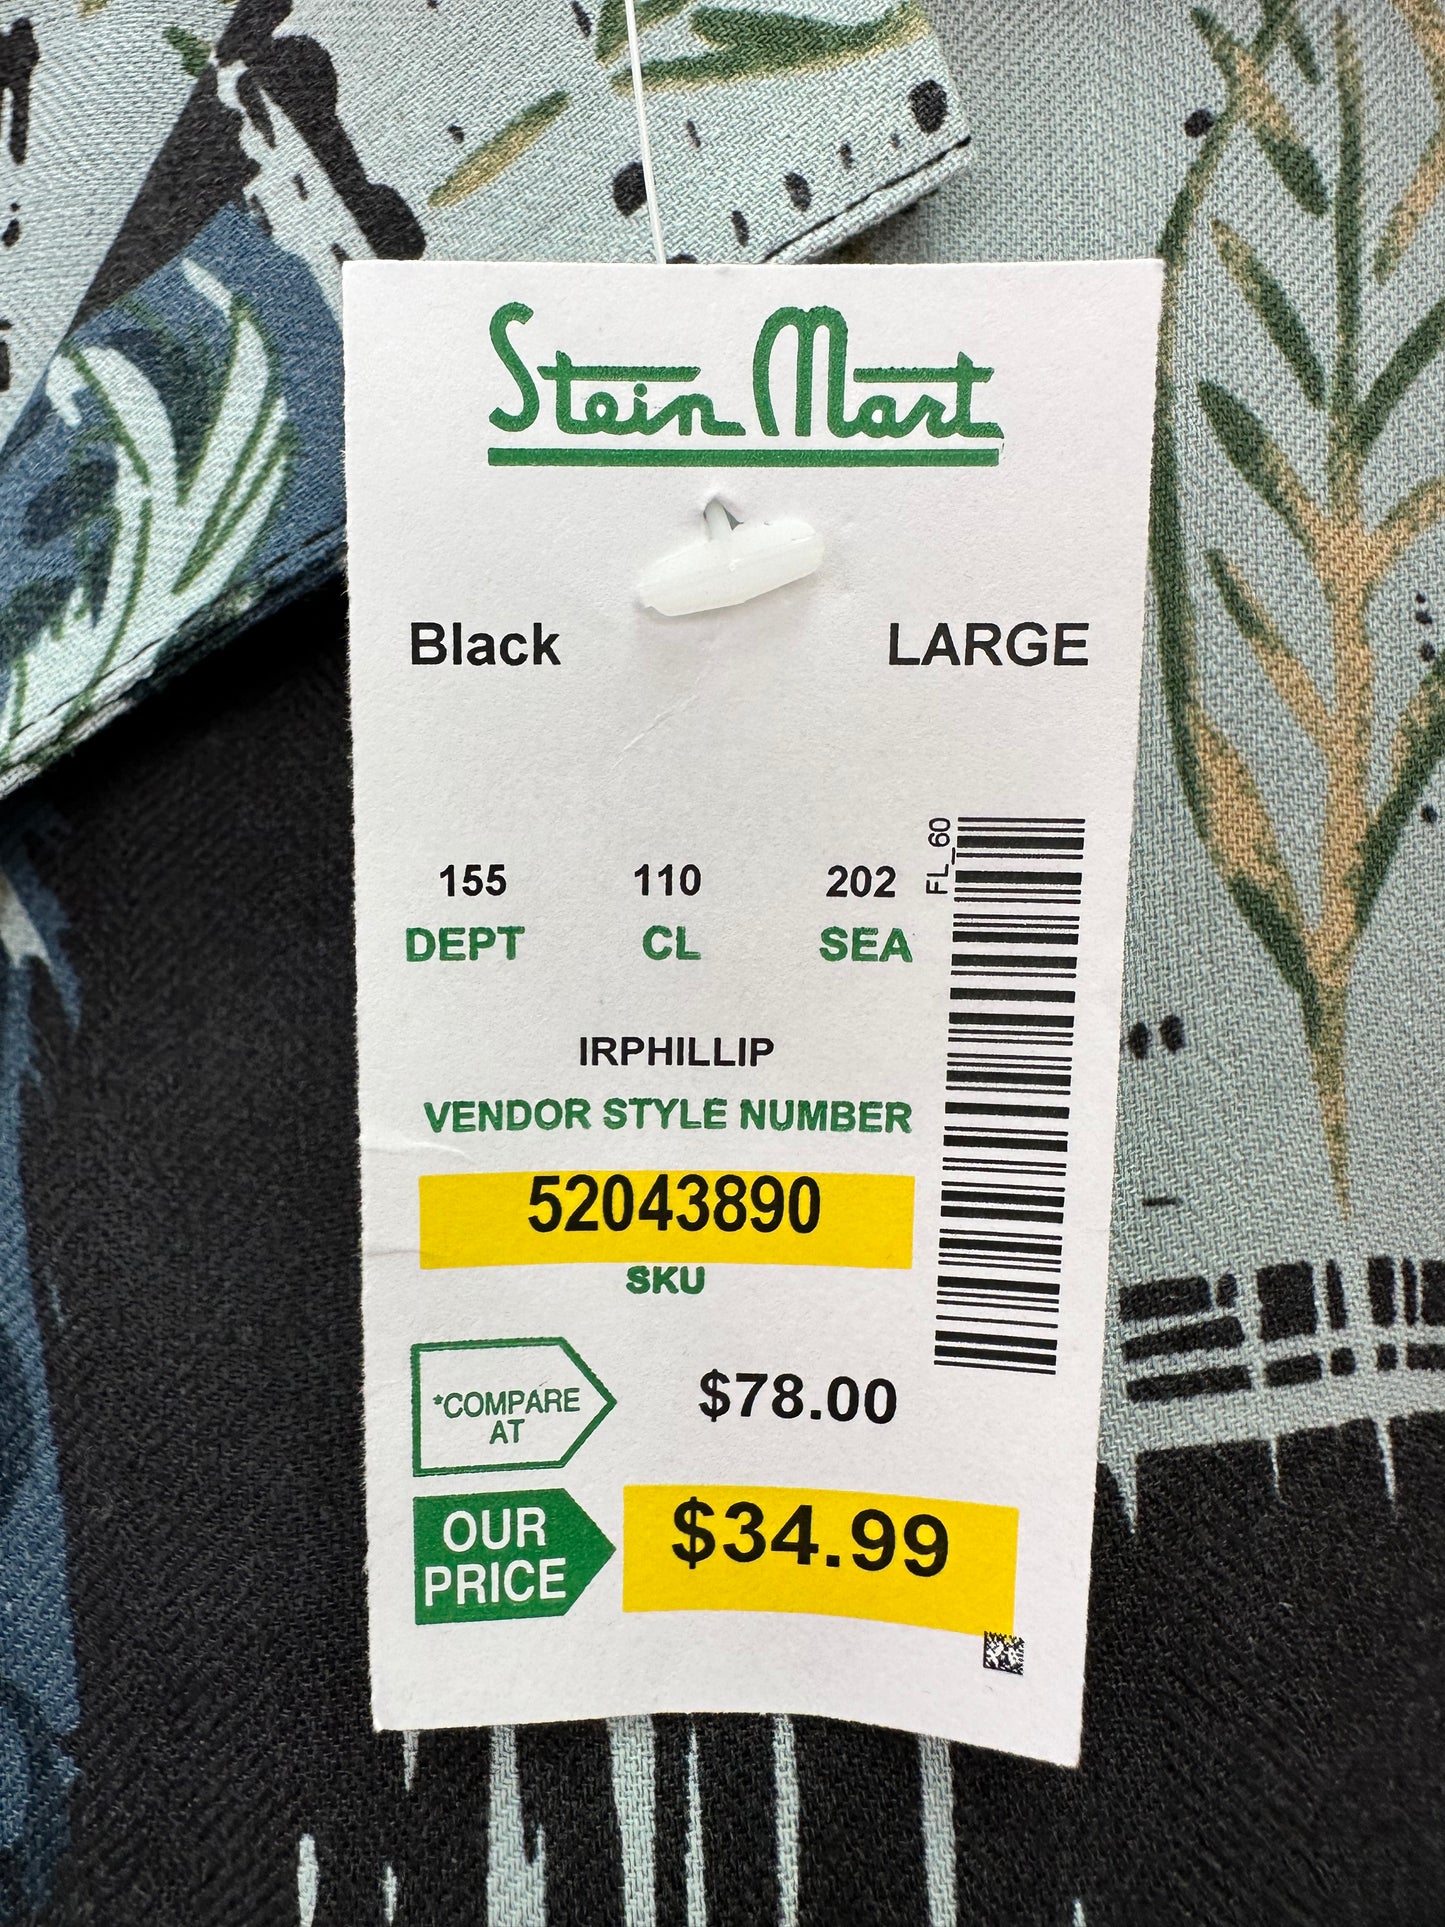 Stein Mart
Black LARGE
155 110 202
DEPT CL SEA
FL_60
IRPHILLIP
VENDOR STYLE NUMBER
52043890
SKU
*COMPARE
AT
$78.00
OUR
PRICE
$34.99